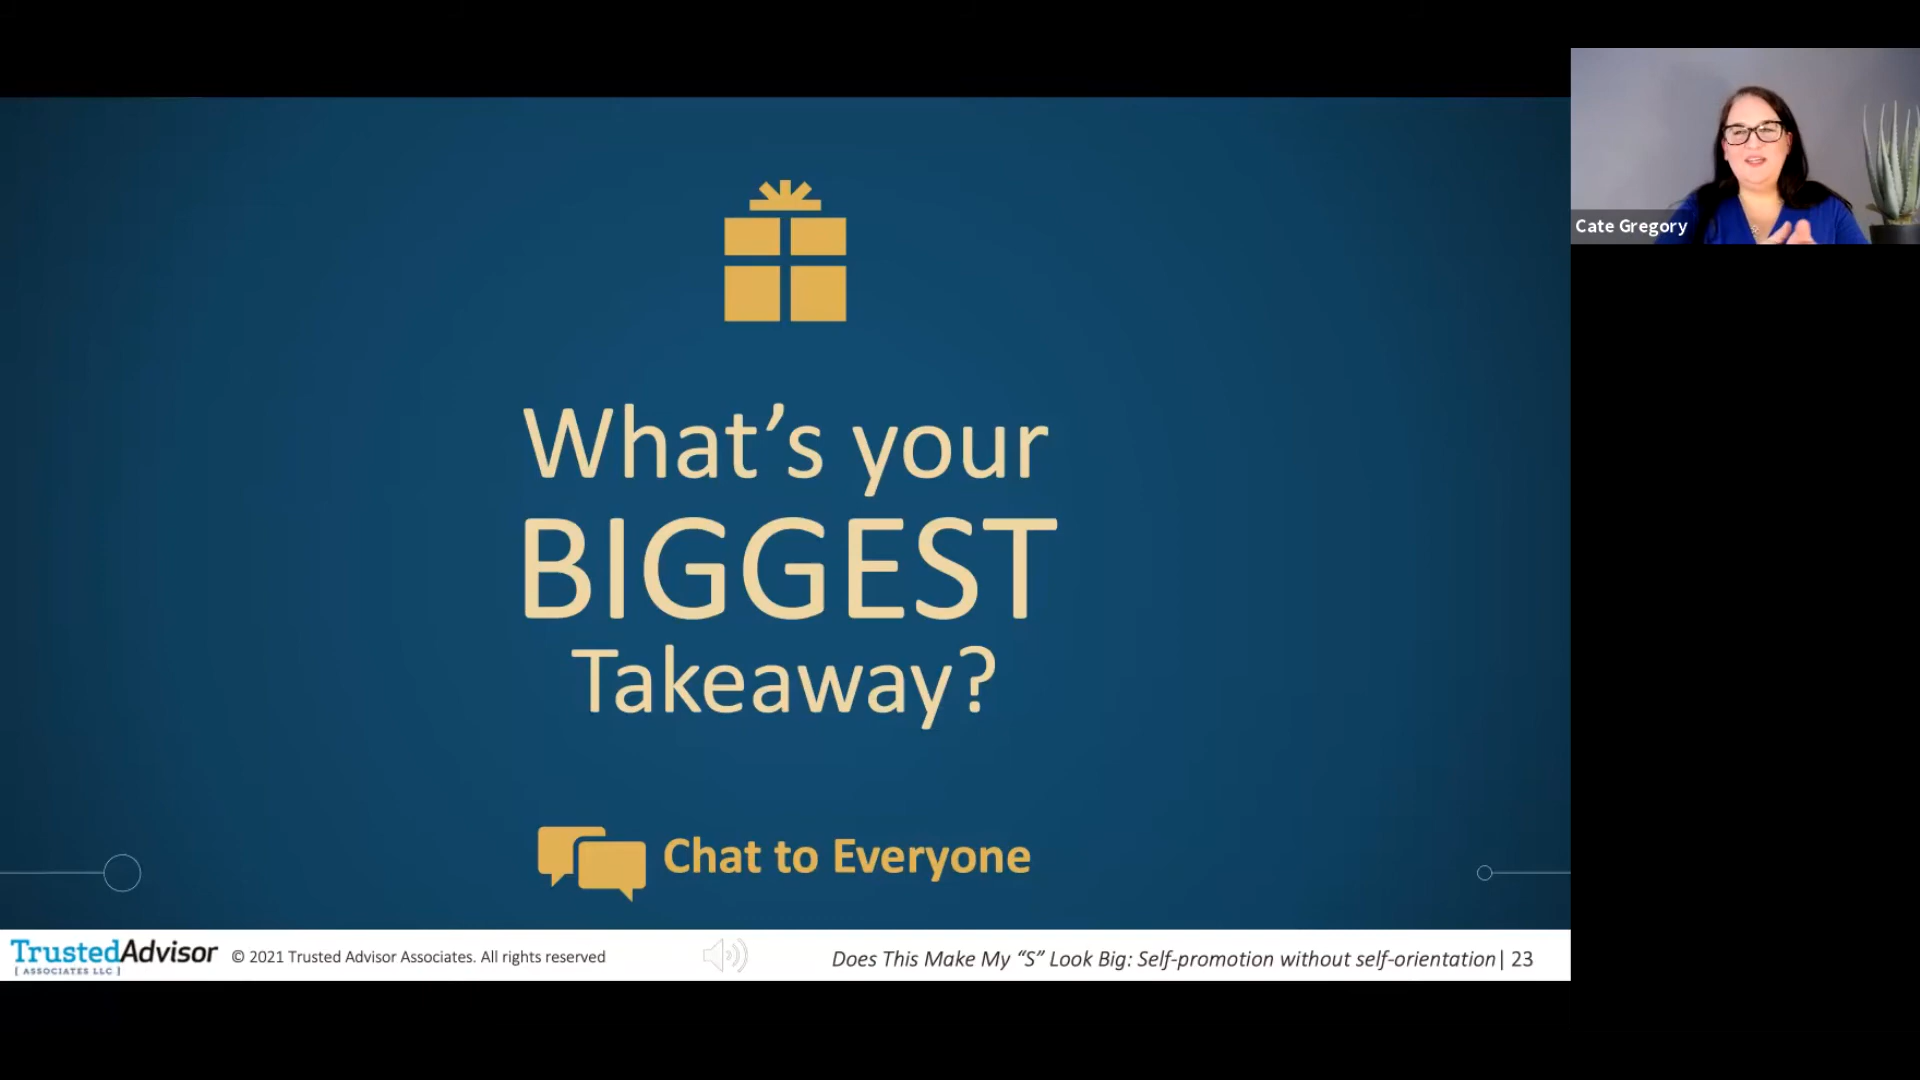 What's your
BIGGEST
Takeaway?
Chat to Everyone
TrustedAdvisor
[ ASSOCIATES LLC ]
© 2021 Trusted Advisor Associates. All rights reserved
Does This Make My “S” Look Big: Self-promotion without self-orientation| 23
Cate Gregory